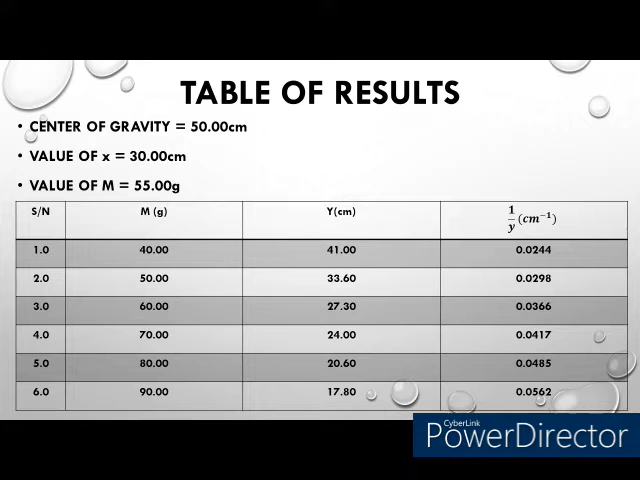 TABLE OF RESULTS
• CENTER OF GRAVITY = 50.00cm
• VALUE OF x = 30.00cm
• VALUE OF M = 55.00g
S/N M (g) Y(cm) 1/y (cm⁻¹)
1.0 40.00 41.00 0.0244
2.0 50.00 33.60 0.0298
3.0 60.00 27.30 0.0366
4.0 70.00 24.00 0.0417
5.0 80.00 20.60 0.0485
6.0 90.00 17.80 0.0562
CyberLink
PowerDirector